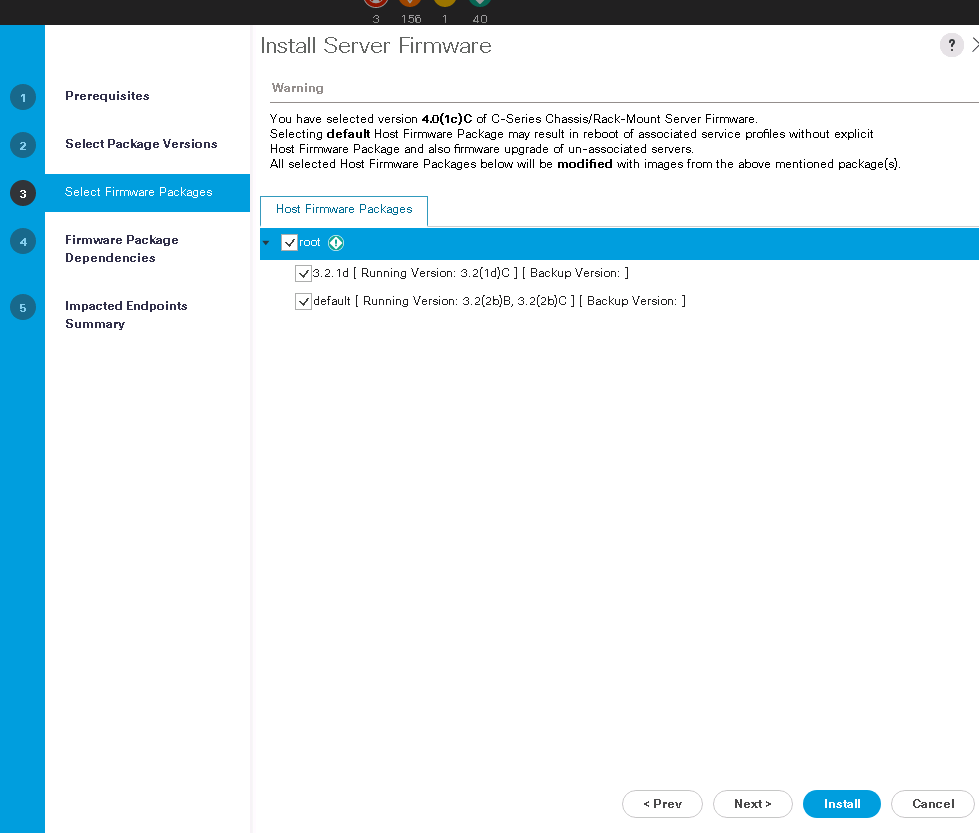 3 156 1 40
Install Server Firmware
?
1 Prerequisites
2 Select Package Versions
3 Select Firmware Packages
4 Firmware Package
Dependencies
5 Impacted Endpoints
Summary
Warning
You have selected version 4.0(1c)C of C-Series Chassis/Rack-Mount Server Firmware.
Selecting default Host Firmware Package may result in reboot of associated service profiles without explicit
Host Firmware Package and also firmware upgrade of un-associated servers.
All selected Host Firmware Packages below will be modified with images from the above mentioned package(s).
Host Firmware Packages
root
3.2.1d [ Running Version: 3.2(1d)C ] [ Backup Version: ]
default [ Running Version: 3.2(2b)B, 3.2(2b)C ] [ Backup Version: ]
< Prev Next > Install Cancel